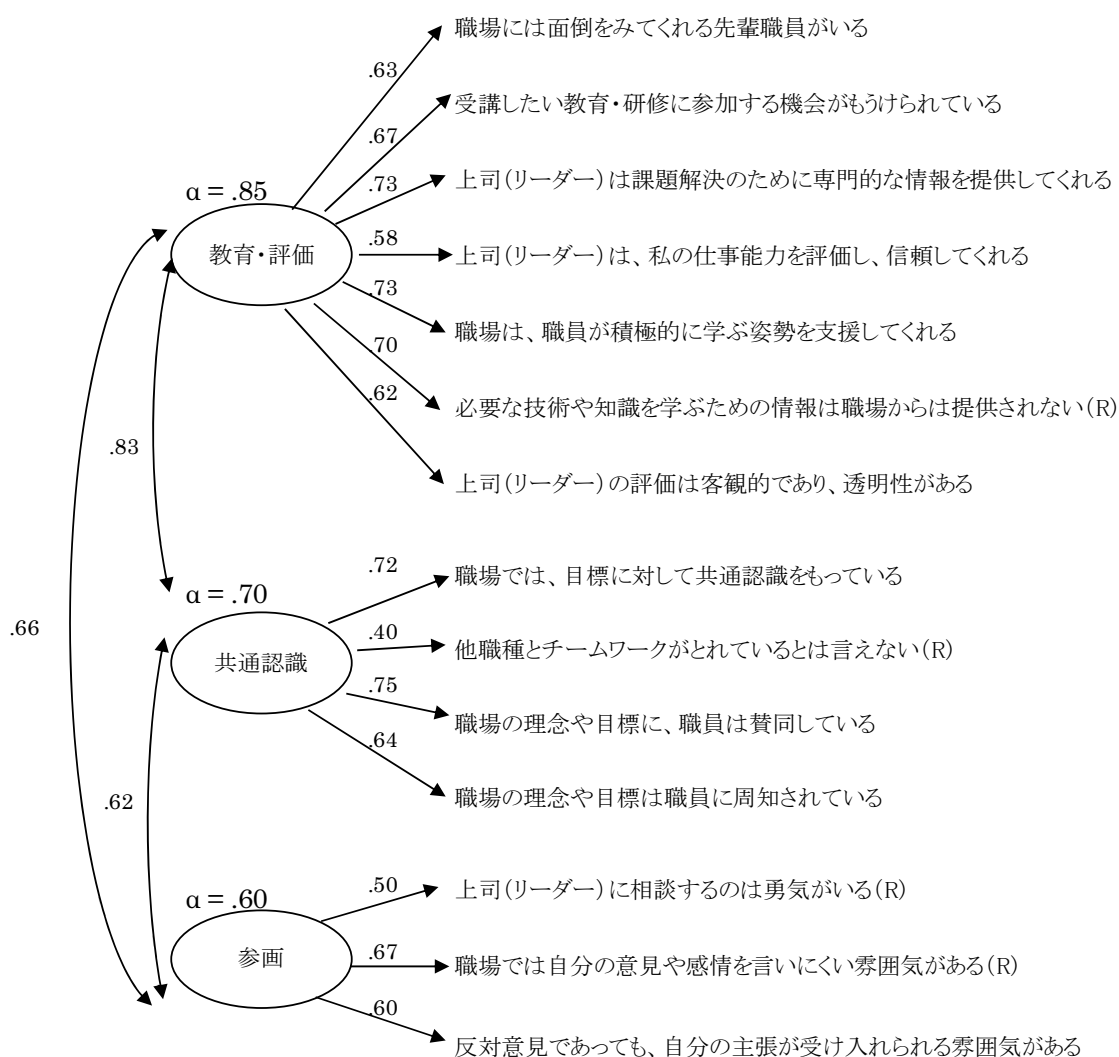 職場には面倒をみてくれる先輩職員がいる
.63
受講したい教育・研修に参加する機会がもうけられている
.67
α = .85
.73
上司(リーダー)は課題解決のために専門的な情報を提供してくれる
教育・評価
.58
上司(リーダー)は、私の仕事能力を評価し、信頼してくれる
.73
職場は、職員が積極的に学ぶ姿勢を支援してくれる
.70
.62
必要な技術や知識を学ぶための情報は職場からは提供されない(R)
.83
上司(リーダー)の評価は客観的であり、透明性がある
.72
職場では、目標に対して共通認識をもっている
α = .70
.66
.40
他職種とチームワークがとれているとは言えない(R)
共通認識
.75
職場の理念や目標に、職員は賛同している
.64
.62
職場の理念や目標は職員に周知されている
.50
上司(リーダー)に相談するのは勇気がいる(R)
α = .60
参画
.67
職場では自分の意見や感情を言いにくい雰囲気がある(R)
.60
反対意見であっても、自分の主張が受け入れられる雰囲気がある